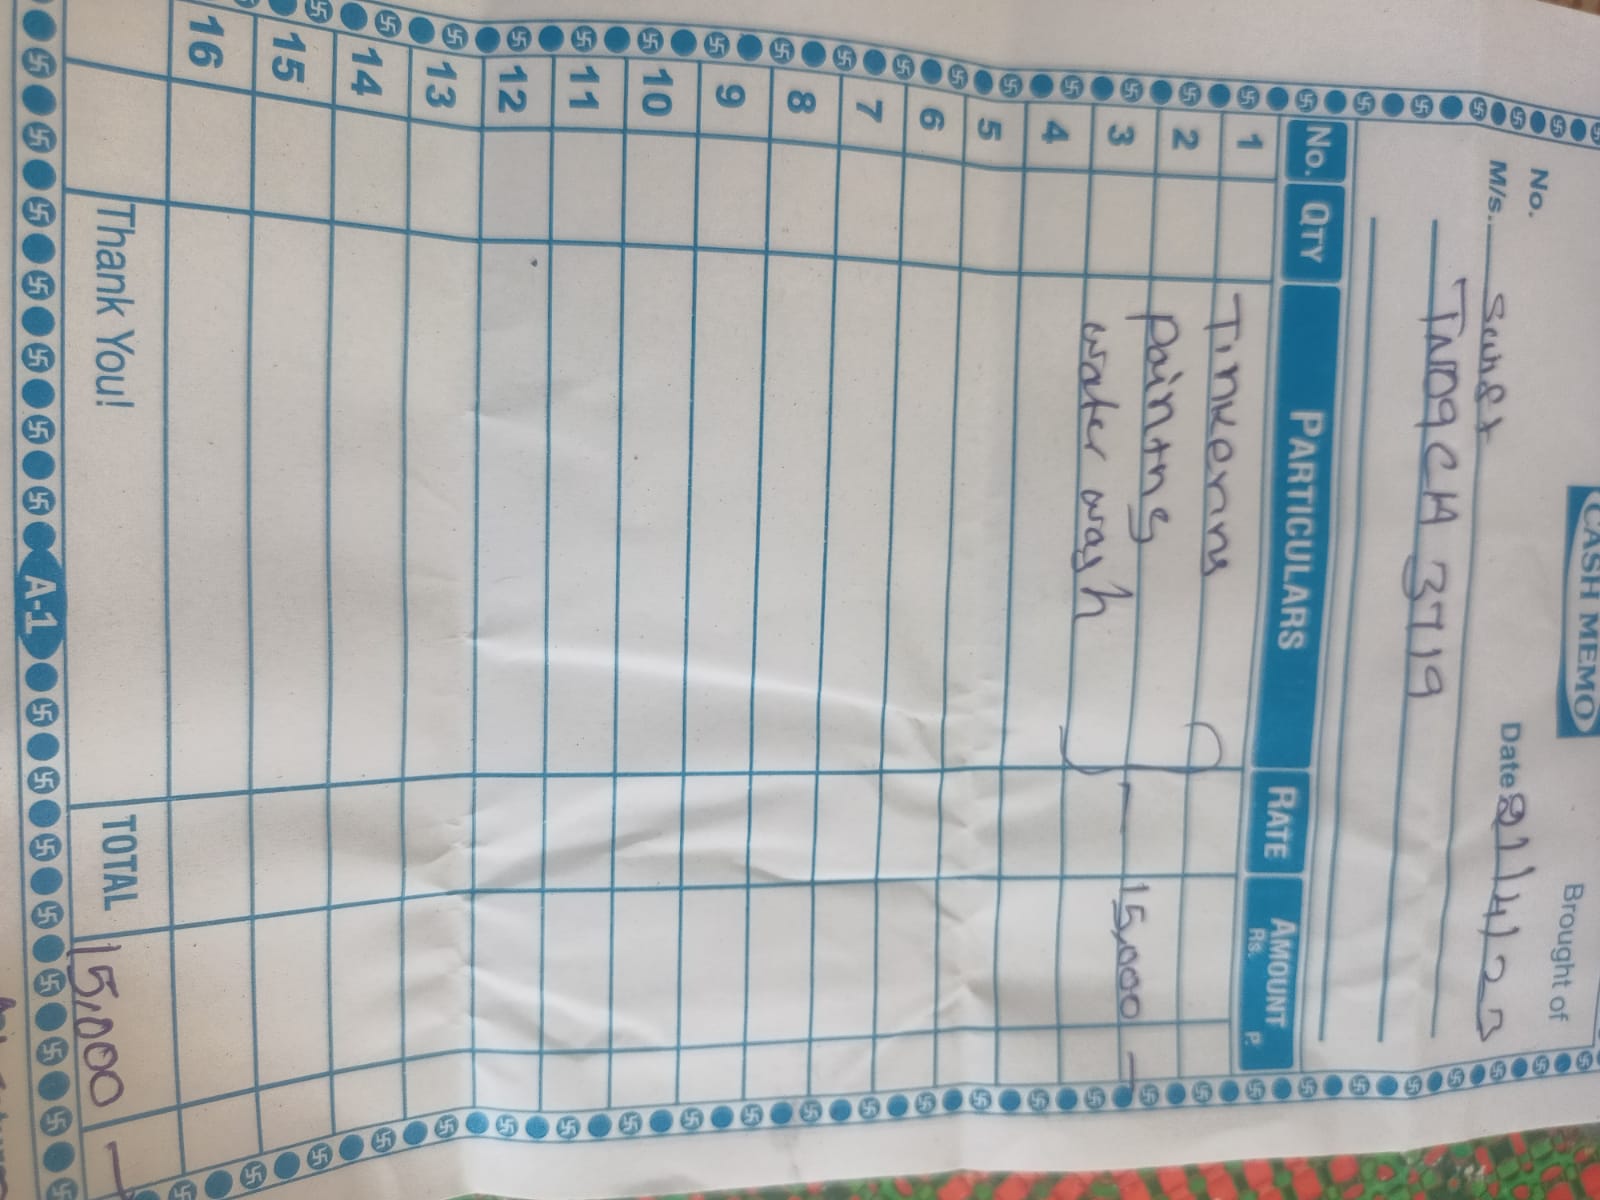 CASH MEMO
Brought of
No.
Date 21/4/23
M/s.
TN09 CH 3719
No. QTY PARTICULARS RATE AMOUNT
Rs. P.
1 Tinkering
2 painting
3 water wash 15,000
4
5
6
7
8
9
10
11
12
13
14
15
16
Thank You! TOTAL 15,000
A-1